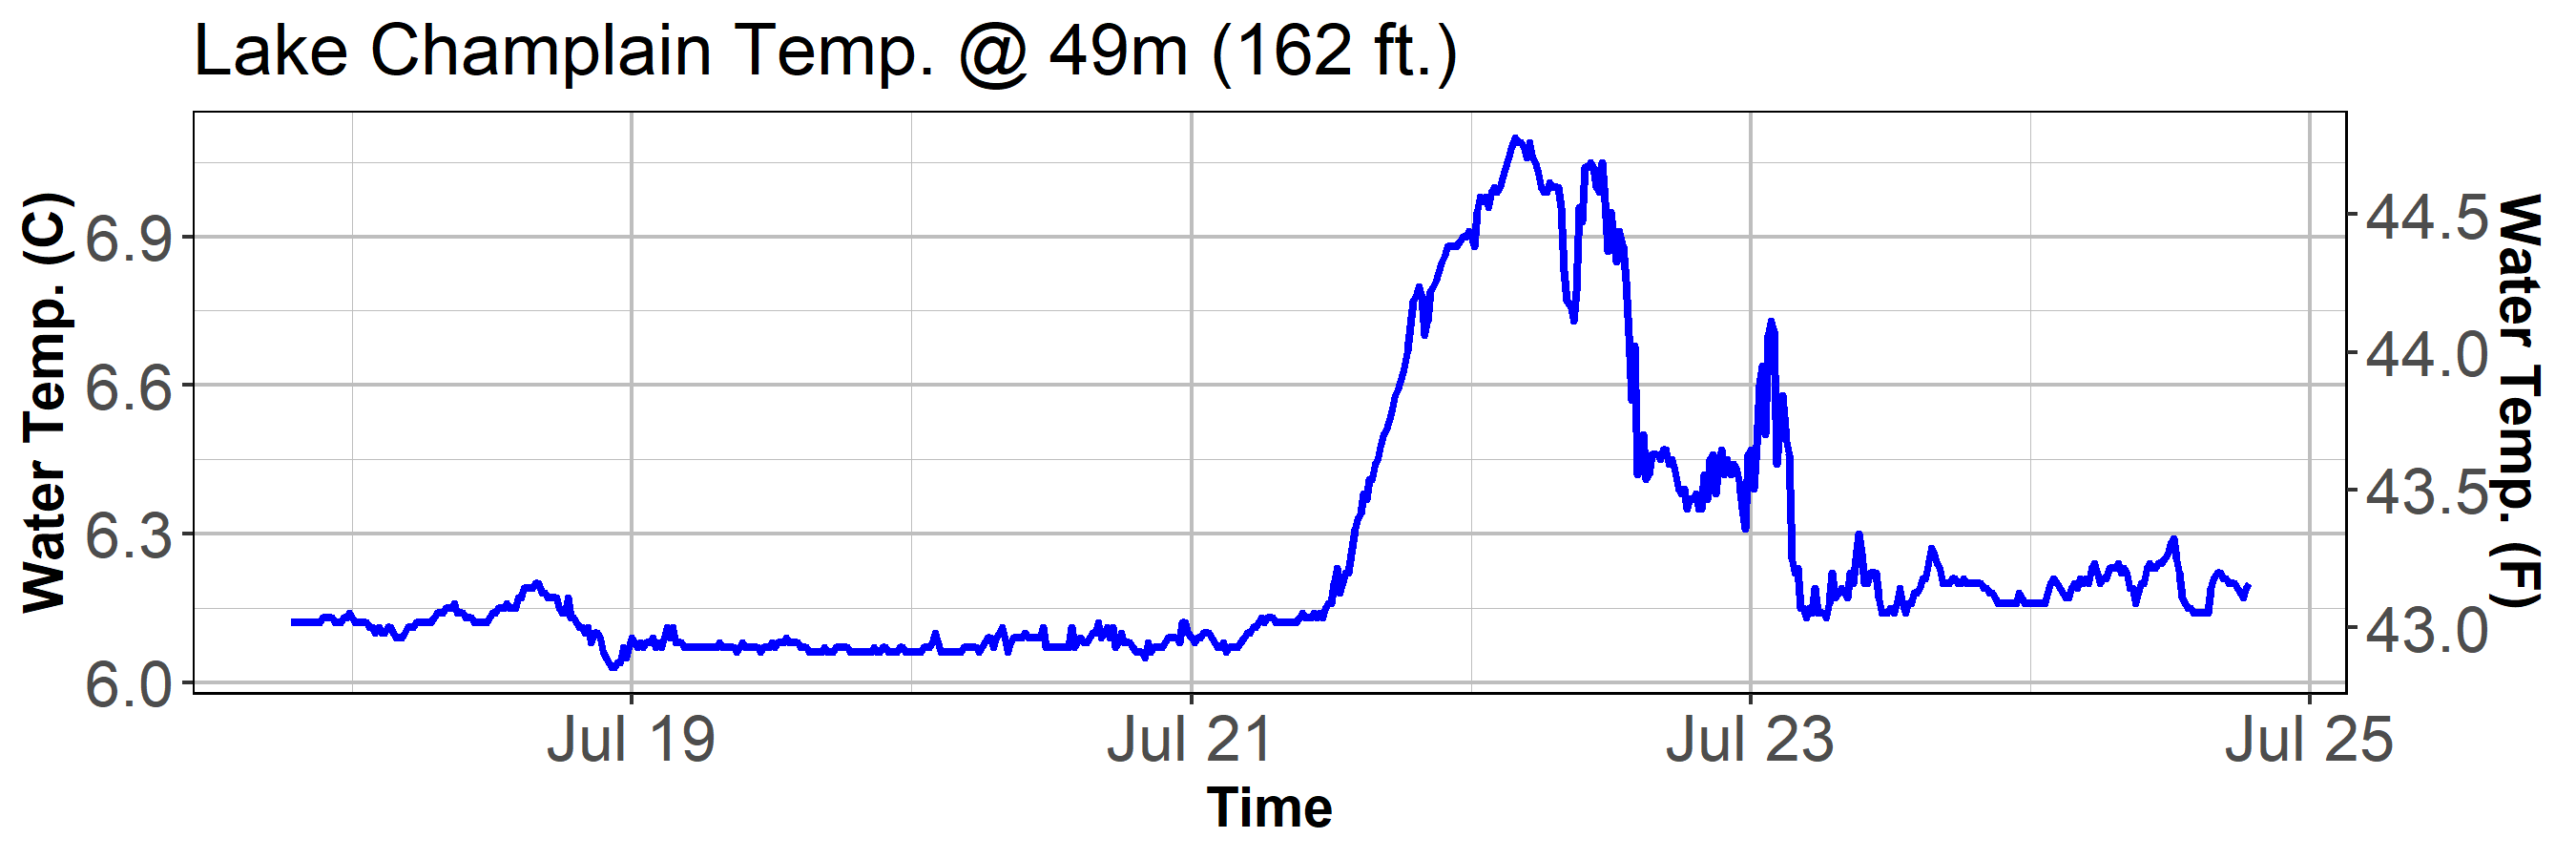 Lake Champlain Temp. @ 49m (162 ft.)
Water Temp. (C)
6.9
6.6
6.3
6.0
44.5
44.0
43.5
43.0
Water Temp. (F)
Jul 19 Jul 21 Jul 23 Jul 25
Time